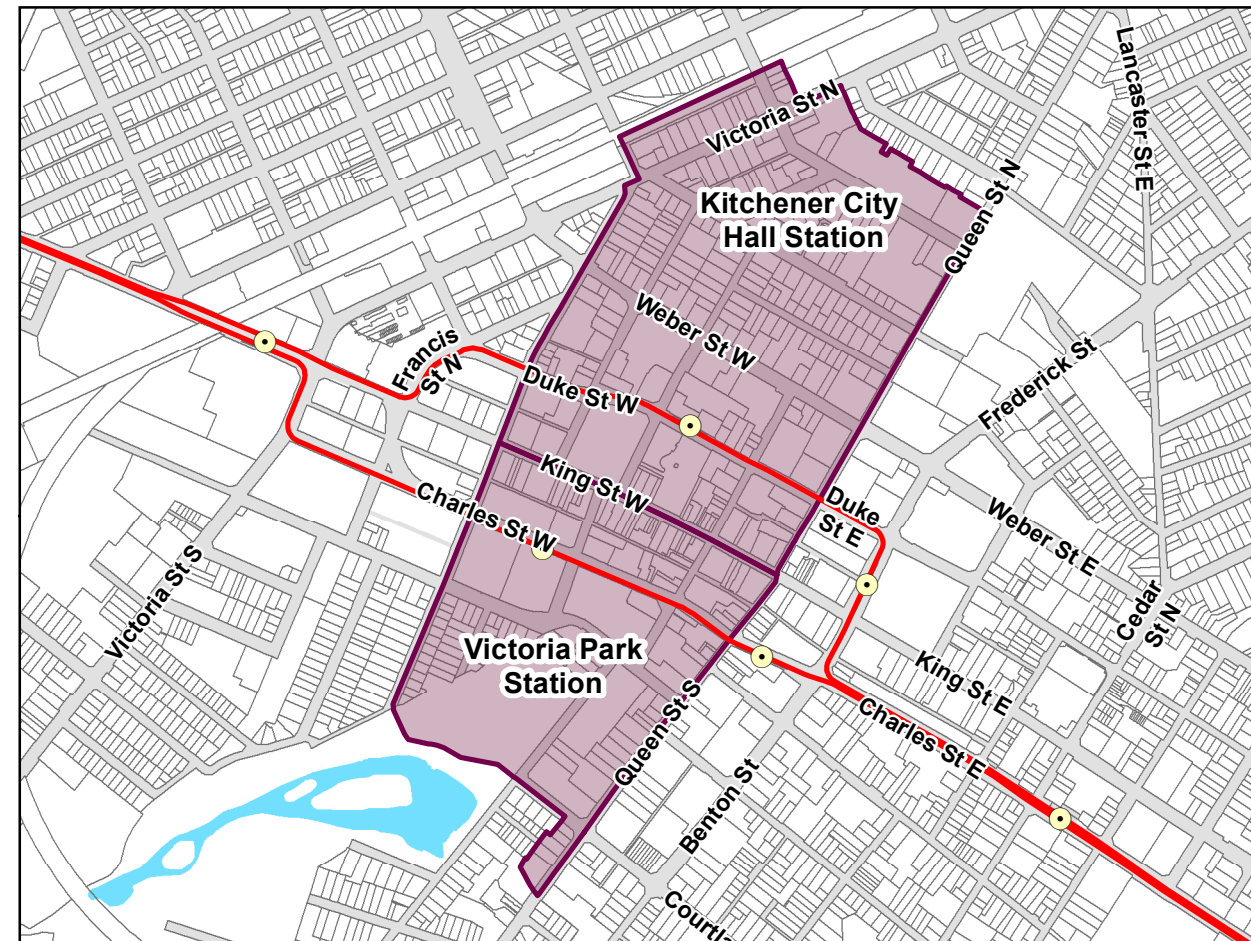 Lancaster St E
Victoria St N
Queen St N
Kitchener City
Hall Station
Weber St W
Frederick St
Francis
St N
Duke St W
King St W
Charles St W
Duke
St E
Weber St E
Cedar
St N
Victoria St S
Victoria Park
Station
Queen St S
King St E
Charles St E
Benton St
Courtl